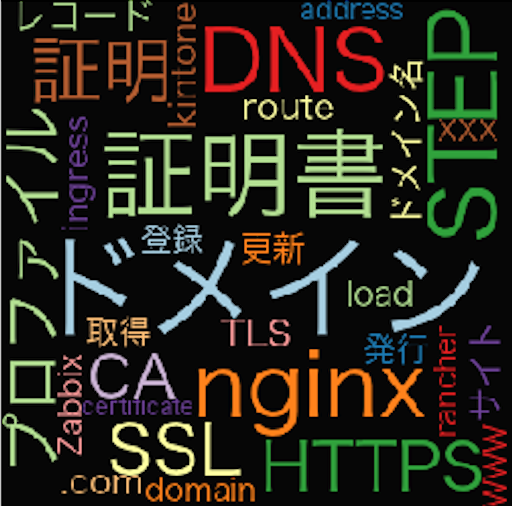 レコード
address
証明
kintone
DNS
ドメイン名
STEP
route
xxx
プロファイル
ingress
証明書
登録
更新
ドメイン
load
取得
TLS
発行
rancher
サイト
Zabbix
CA
certificate
nginx
SSL
HTTPS
www
.com
domain